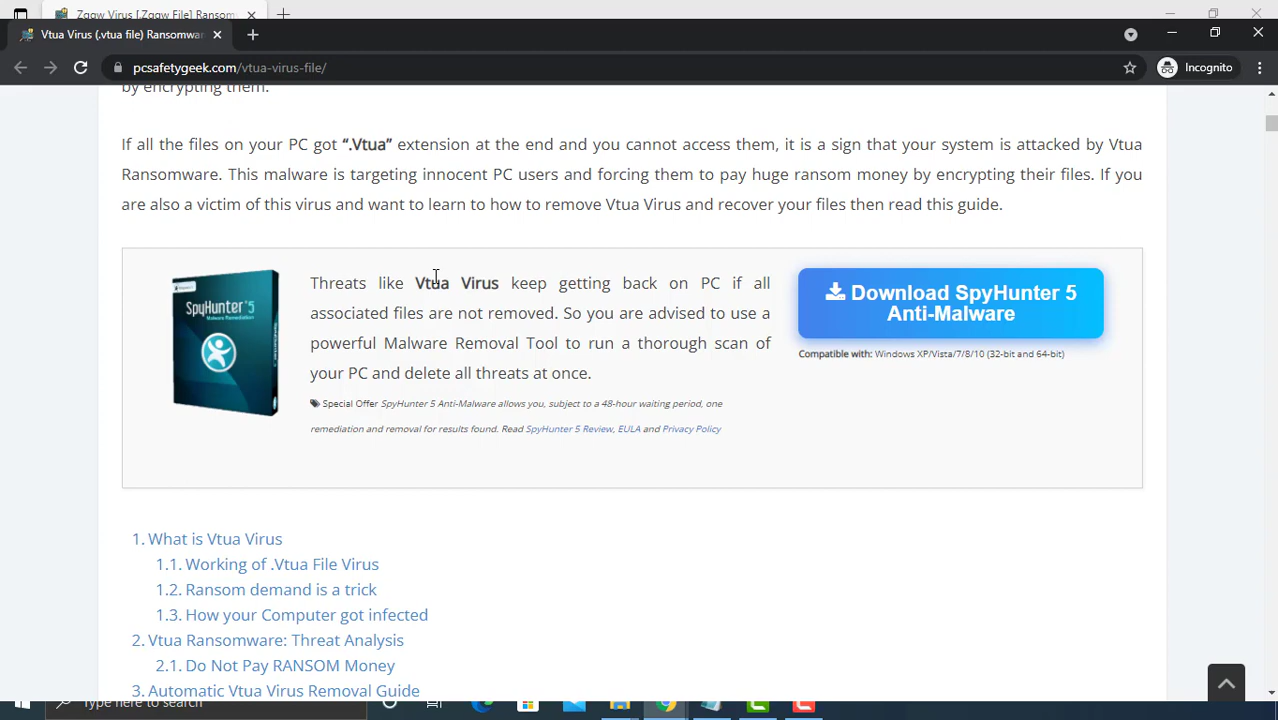 Zqqw Virus [.Zqqw File] Ransom
Vtua Virus (.vtua file) Ransomwar
pcsafetygeek.com/vtua-virus-file/
Incognito
by encrypting them.
If all the files on your PC got “.Vtua” extension at the end and you cannot access them, it is a sign that your system is attacked by Vtua
Ransomware. This malware is targeting innocent PC users and forcing them to pay huge ransom money by encrypting their files. If you
are also a victim of this virus and want to learn to how to remove Vtua Virus and recover your files then read this guide.
SpyHunter 5
Malware Remediation
Threats like Vtua Virus keep getting back on PC if all
associated files are not removed. So you are advised to use a
powerful Malware Removal Tool to run a thorough scan of
your PC and delete all threats at once.
Special Offer SpyHunter 5 Anti-Malware allows you, subject to a 48-hour waiting period, one
remediation and removal for results found. Read SpyHunter 5 Review, EULA and Privacy Policy
Download SpyHunter 5
Anti-Malware
Compatible with: Windows XP/Vista/7/8/10 (32-bit and 64-bit)
1. What is Vtua Virus
1.1. Working of .Vtua File Virus
1.2. Ransom demand is a trick
1.3. How your Computer got infected
2. Vtua Ransomware: Threat Analysis
2.1. Do Not Pay RANSOM Money
3. Automatic Vtua Virus Removal Guide
Type here to search